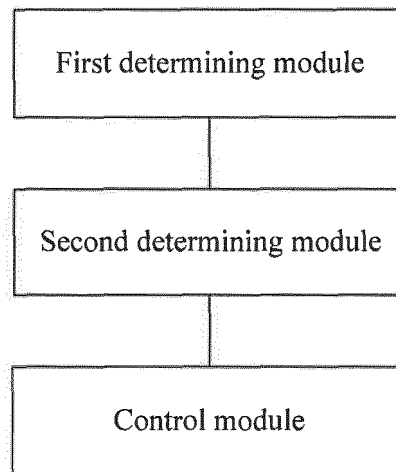 First determining module
Second determining module
Control module